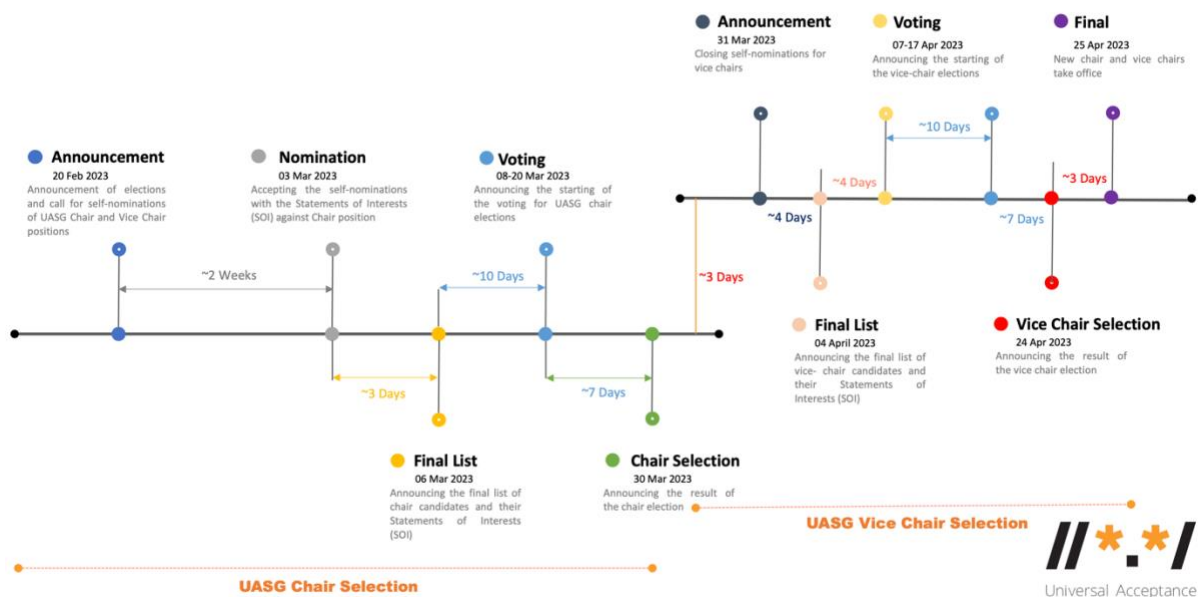 Announcement
31 Mar 2023
Closing self-nominations for
vice chairs
Voting
07-17 Apr 2023
Announcing the starting of
the vice-chair elections
Final
25 Apr 2023
New chair and vice chairs
take office
~10 Days
Announcement
20 Feb 2023
Announcement of elections
and call for self-nominations
of UASG Chair and Vice Chair
positions
Nomination
03 Mar 2023
Accepting the self-nominations
with the Statements of Interests
(SOI) against Chair position
Voting
08-20 Mar 2023
Announcing the starting of
the voting for UASG chair
elections
~4 Days
~3 Days
~4 Days
~7 Days
~2 Weeks
~10 Days
~3 Days
~3 Days
~7 Days
Final List
04 April 2023
Announcing the final list of
vice- chair candidates and
their Statements of
Interests (SOI)
Vice Chair Selection
24 Apr 2023
Announcing the result of
the vice chair election
Final List
06 Mar 2023
Announcing the final list of
chair candidates and their
Statements of Interests
(SOI)
Chair Selection
30 Mar 2023
Announcing the result of
the chair election
UASG Vice Chair Selection
UASG Chair Selection
//*.*/
Universal Acceptance